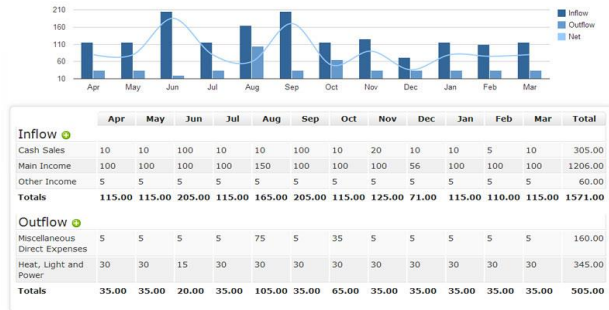 210
160
110
60
10
Apr May Jun Jul Aug Sep Oct Nov Dec Jan Feb Mar
Inflow
Outflow
Net
Apr May Jun Jul Aug Sep Oct Nov Dec Jan Feb Mar Total
Inflow
Cash Sales 10 10 100 10 10 100 10 20 10 10 5 10 305.00
Main Income 100 100 100 100 150 100 100 100 56 100 100 100 1206.00
Other Income 5 5 5 5 5 5 5 5 5 5 5 5 60.00
Totals 115.00 115.00 205.00 115.00 165.00 205.00 115.00 125.00 71.00 115.00 110.00 115.00 1571.00
Outflow
Miscellaneous
Direct Expenses 5 5 5 5 75 5 35 5 5 5 5 5 160.00
Heat, Light and
Power 30 30 15 30 30 30 30 30 30 30 30 30 345.00
Totals 35.00 35.00 20.00 35.00 105.00 35.00 65.00 35.00 35.00 35.00 35.00 35.00 505.00